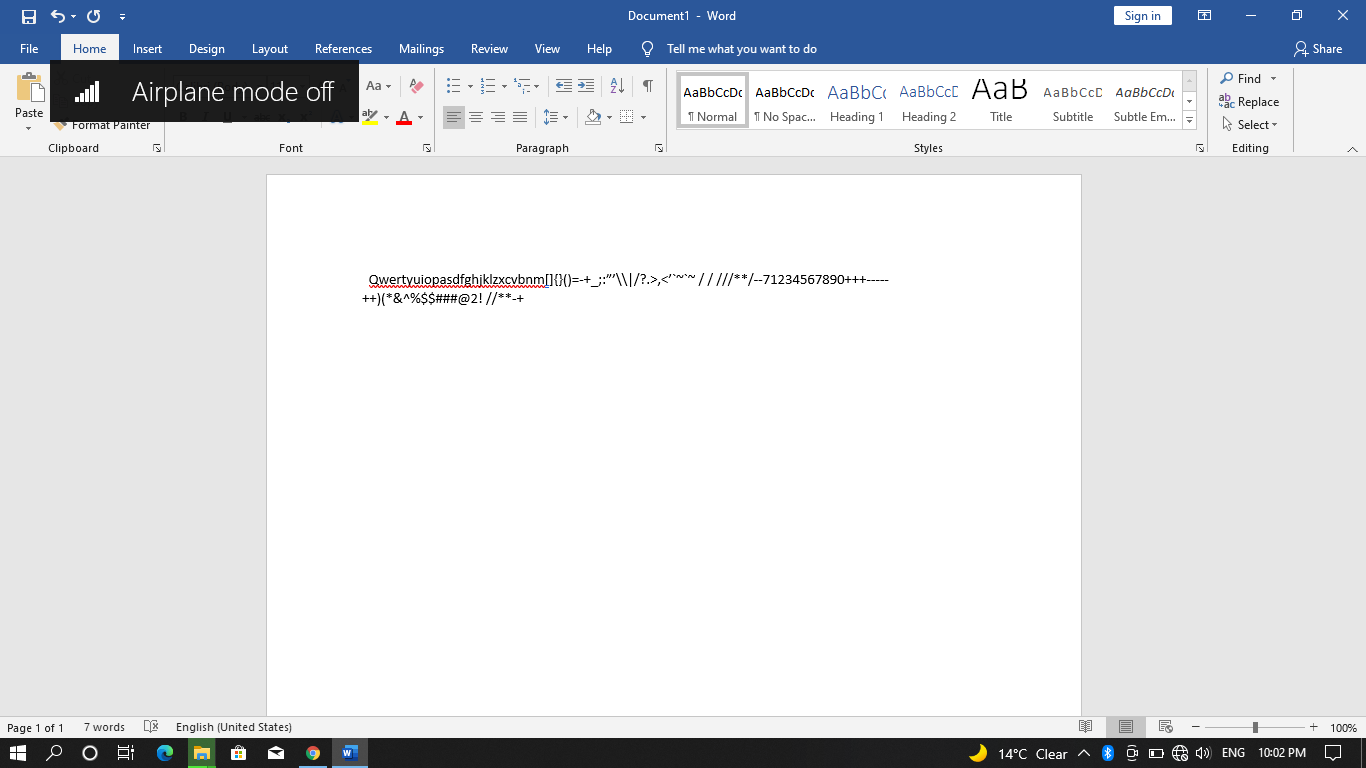 Document1 - Word
Sign in
File Home Insert Design Layout References Mailings Review View Help Tell me what you want to do Share
Airplane mode off
Paste
Format Painter
Aa
A
AaBbCcDc AaBbCcDc AaBbCc AaBbCcD AaB AaBbCcD AaBbCcDc
¶ Normal ¶ No Spac... Heading 1 Heading 2 Title Subtitle Subtle Em...
Find
Replace
Select
Clipboard Font Paragraph Styles Editing
Qwertyuiopasdfghjklzxcvbnm[]{}()=-+_;:”’\\|/?.>,<’`~`~ / / ///**/--71234567890+++-----
++)(*&^%$$###@2! //**-+
Page 1 of 1 7 words English (United States) 100%
14°C Clear ENG 10:02 PM